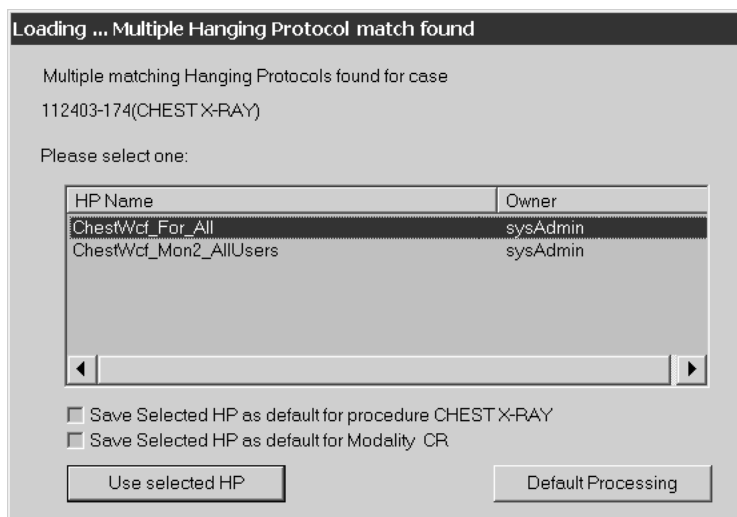 Loading ... Multiple Hanging Protocol match found
Multiple matching Hanging Protocols found for case
112403-174(CHEST X-RAY)
Please select one:
HP Name Owner
ChestWcf_For_All sysAdmin
ChestWcf_Mon2_AllUsers sysAdmin
Save Selected HP as default for procedure CHEST X-RAY
Save Selected HP as default for Modality CR
Use selected HP Default Processing